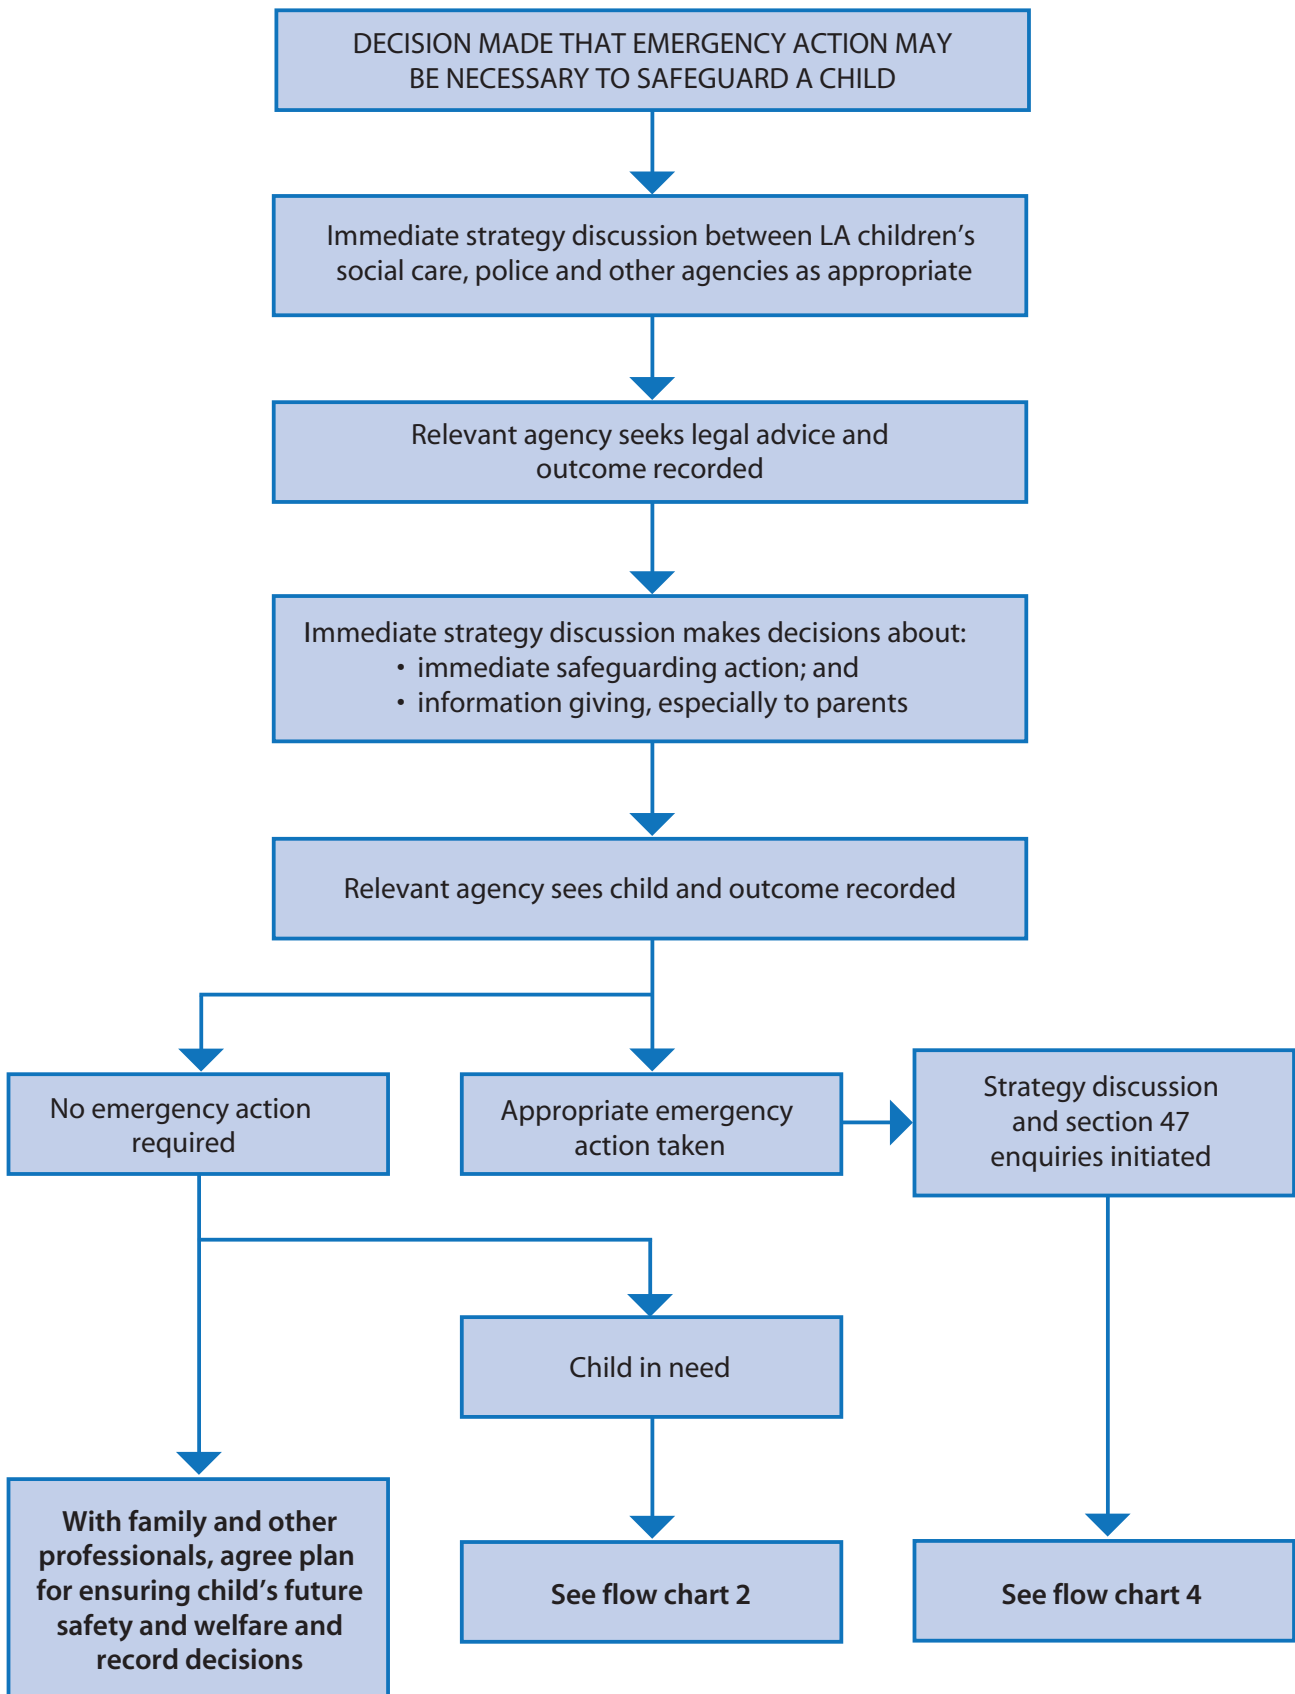 DECISION MADE THAT EMERGENCY ACTION MAY
BE NECESSARY TO SAFEGUARD A CHILD
Immediate strategy discussion between LA children’s
social care, police and other agencies as appropriate
Relevant agency seeks legal advice and
outcome recorded
Immediate strategy discussion makes decisions about:
• immediate safeguarding action; and
• information giving, especially to parents
Relevant agency sees child and outcome recorded
No emergency action
required
Appropriate emergency
action taken
Strategy discussion
and section 47
enquiries initiated
Child in need
With family and other
professionals, agree plan
for ensuring child’s future
safety and welfare and
record decisions
See flow chart 2
See flow chart 4